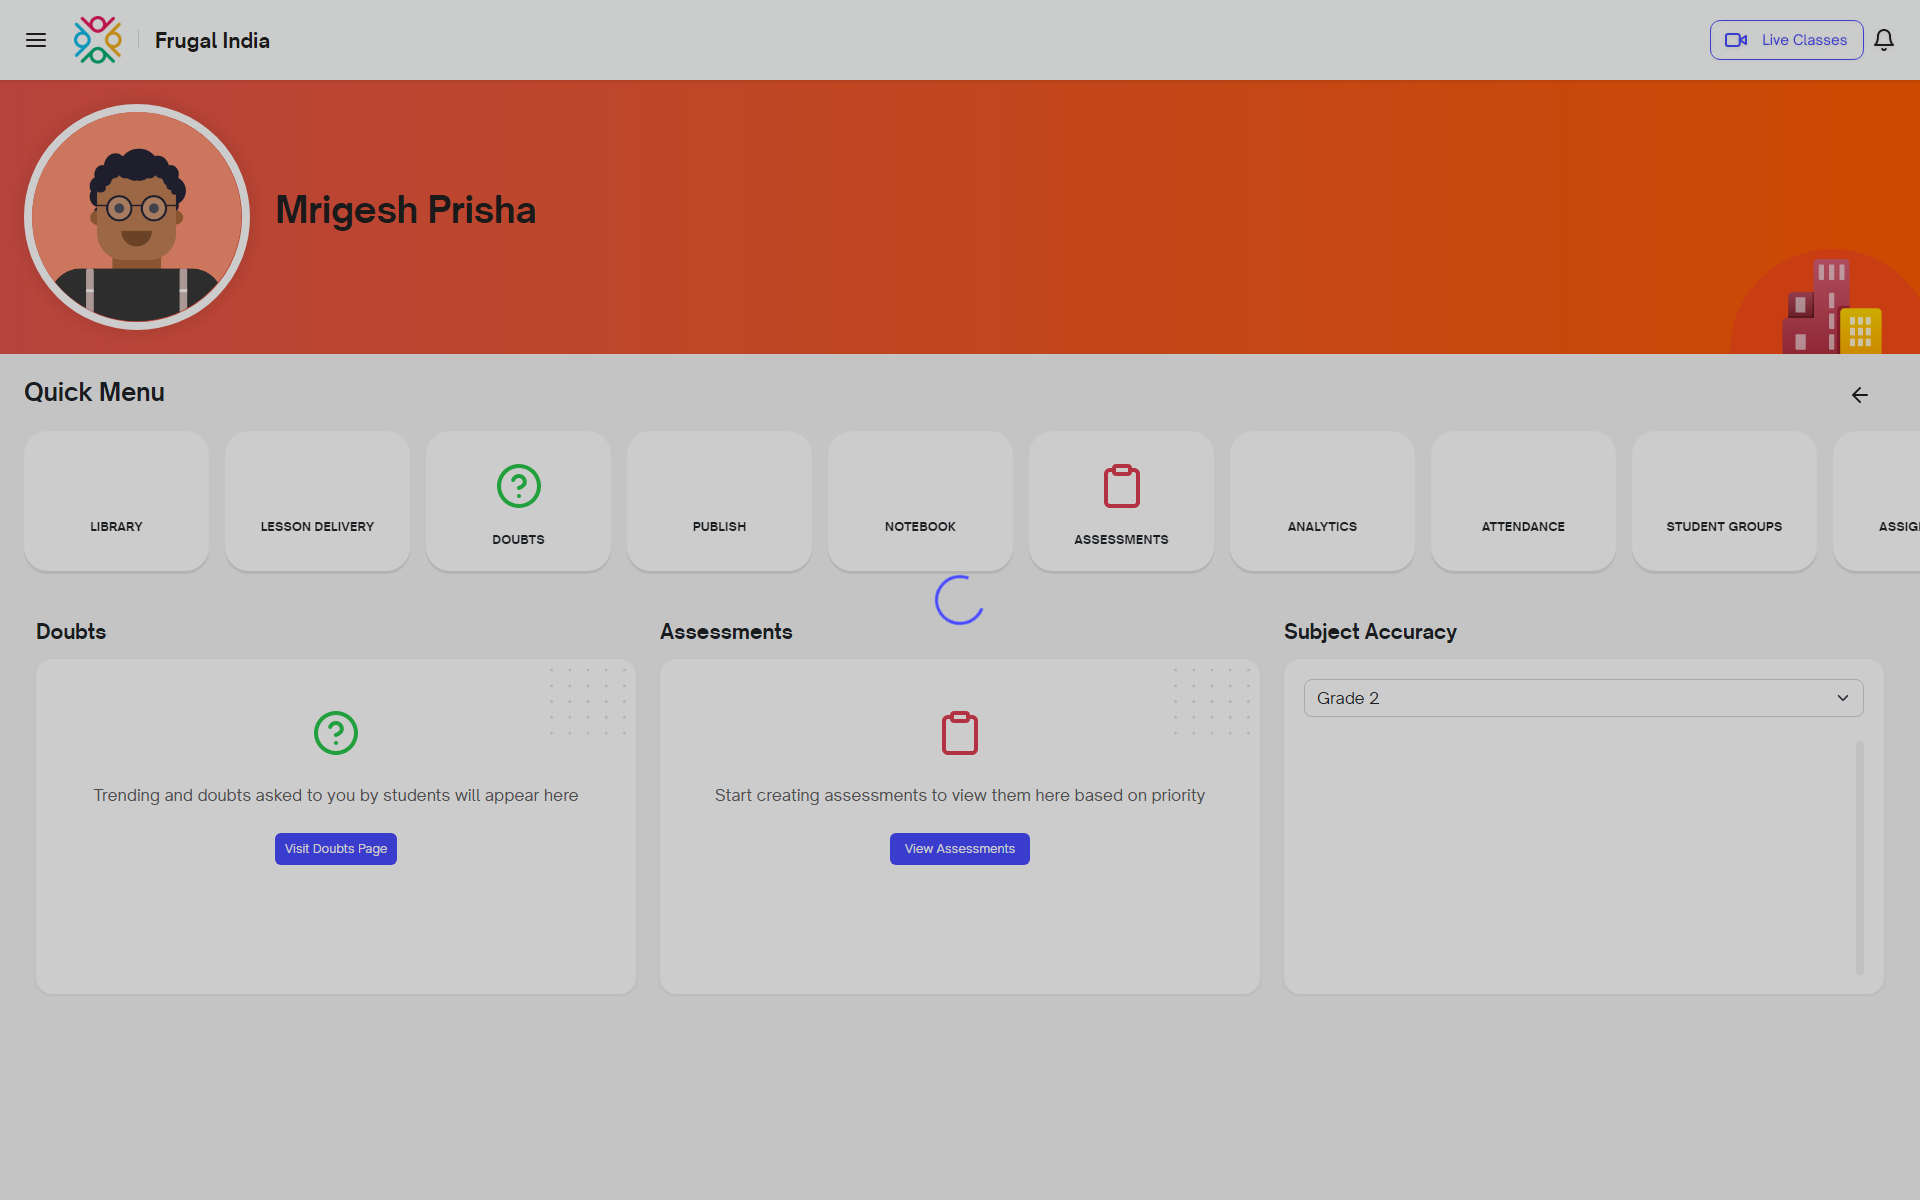 Frugal India
Live Classes
Mrigesh Prisha
Quick Menu
LIBRARY
LESSON DELIVERY
DOUBTS
PUBLISH
NOTEBOOK
ASSESSMENTS
ANALYTICS
ATTENDANCE
STUDENT GROUPS
ASSIG
Doubts
Assessments
Subject Accuracy
Trending and doubts asked to you by students will appear here
Visit Doubts Page
Start creating assessments to view them here based on priority
View Assessments
Grade 2